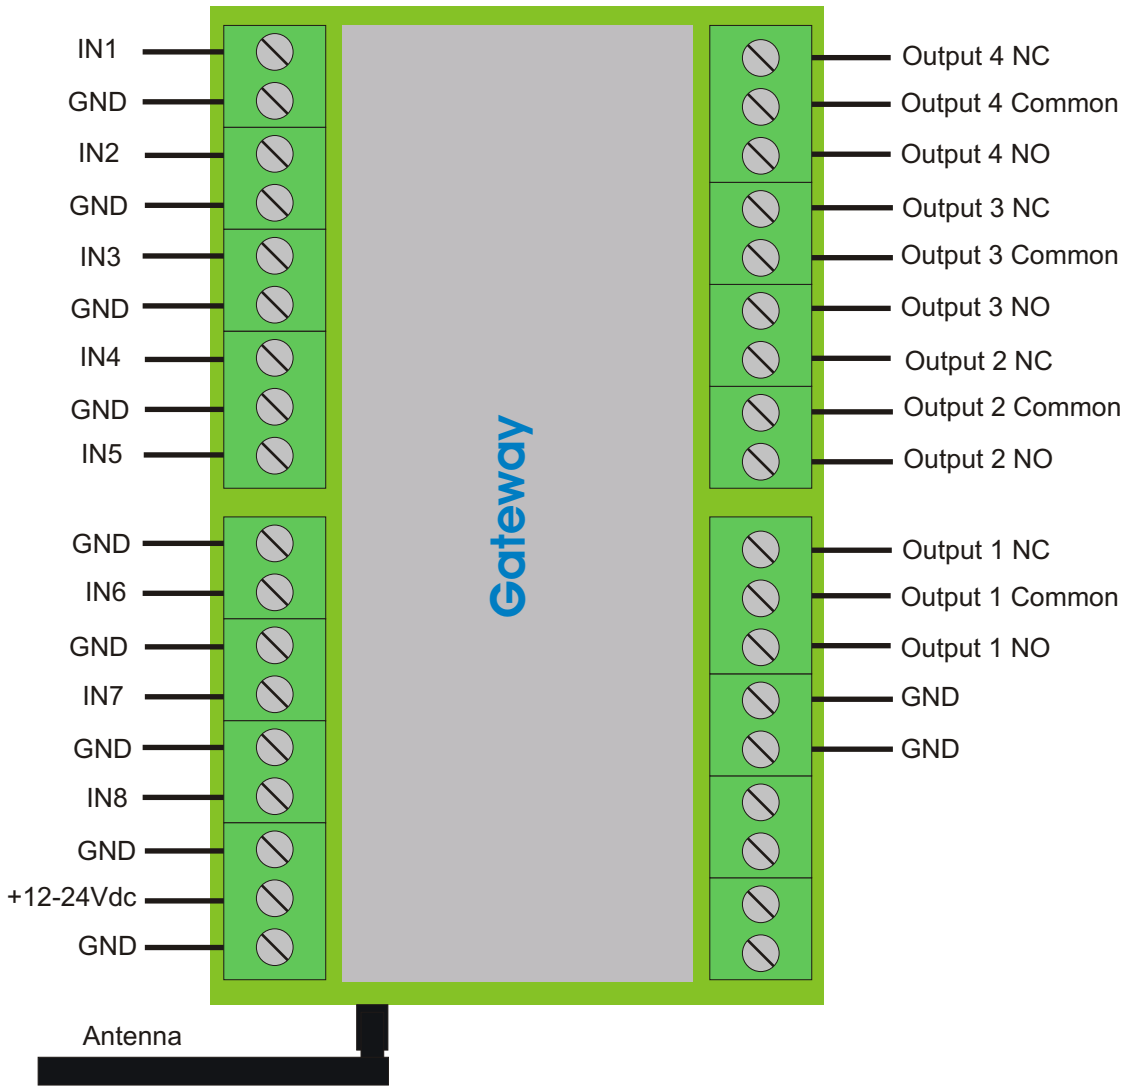 IN1
GND
IN2
GND
IN3
GND
IN4
GND
IN5
GND
IN6
GND
IN7
GND
IN8
GND
+12-24Vdc
GND
Antenna
Gateway
Output 4 NC
Output 4 Common
Output 4 NO
Output 3 NC
Output 3 Common
Output 3 NO
Output 2 NC
Output 2 Common
Output 2 NO
Output 1 NC
Output 1 Common
Output 1 NO
GND
GND